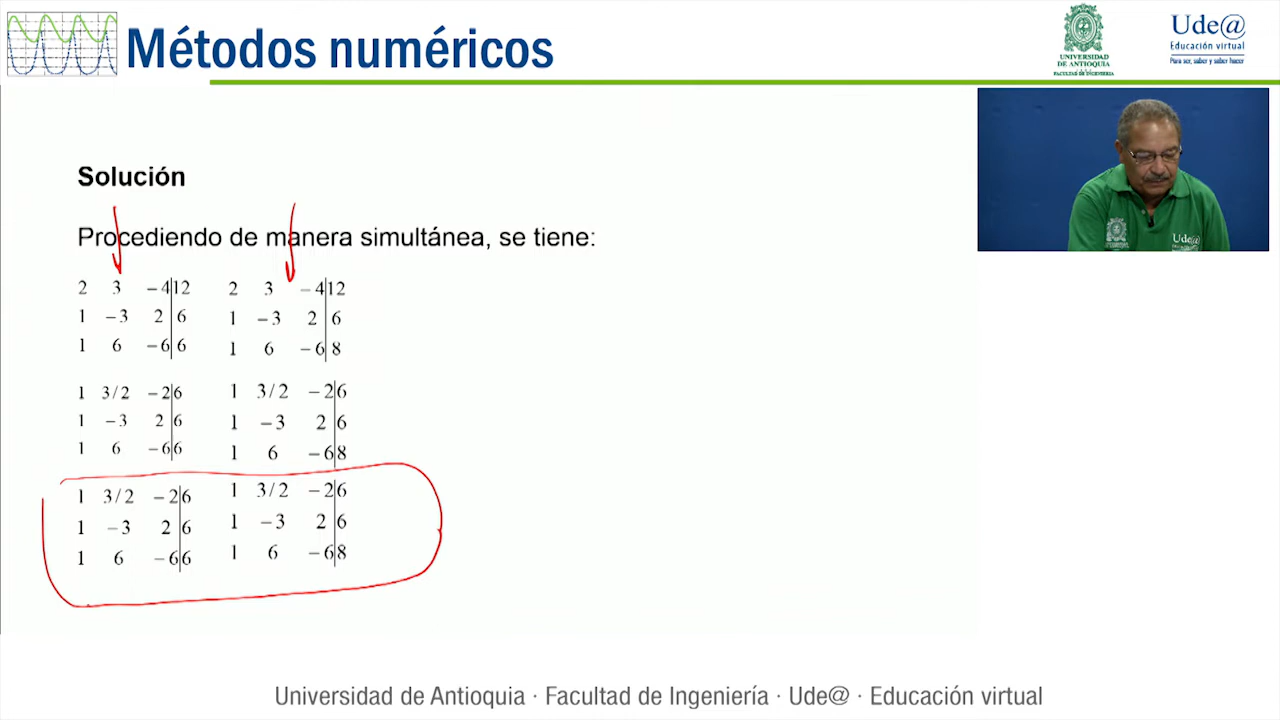 Métodos numéricos
UNIVERSIDAD
DE ANTIOQUIA
FACULTAD DE INGENIERÍA
Ude@
Educación virtual
Para ser, saber y saber hacer
Solución
Procediendo de manera simultánea, se tiene:
2 3 −4|12 2 3 −4|12
1 −3 2|6 1 −3 2|6
1 6 −6|6 1 6 −6|8
1 3/2 −2|6 1 3/2 −2|6
1 −3 2|6 1 −3 2|6
1 6 −6|6 1 6 −6|8
1 3/2 −2|6 1 3/2 −2|6
1 −3 2|6 1 −3 2|6
1 6 −6|6 1 6 −6|8
Ude@
Universidad de Antioquia · Facultad de Ingeniería · Ude@ · Educación virtual